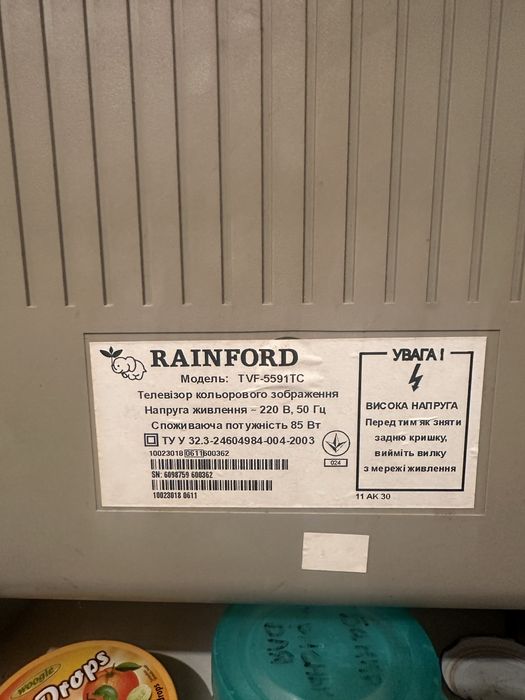 RAINFORD
Модель: TVF-5591TC
Телевізор кольорового зображення
Напруга живлення ~ 220 В, 50 Гц
Споживаюча потужність 85 Вт
ТУ У 32.3-24604984-004-2003
10023018 0611 600362
024
SN: 6098759 600362
10023018 0611
УВАГА !
ВИСОКА НАПРУГА
Перед тим як зняти
задню кришку,
вийміть вилку
з мережі живлення
11 AK 30
woogie
Drops